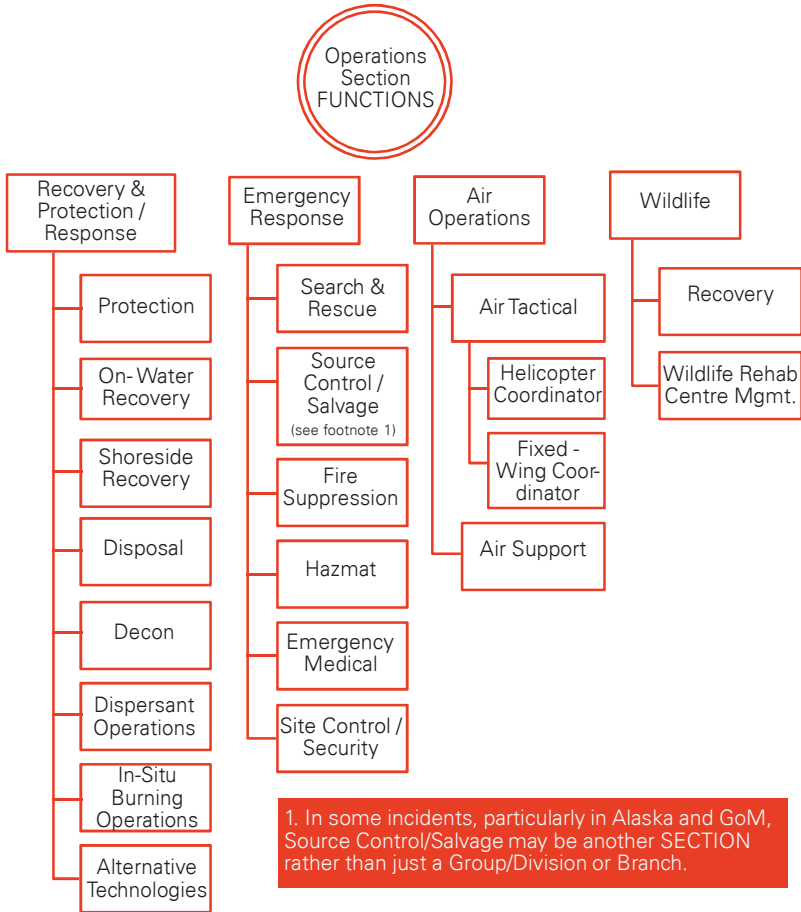 Operations
Section
FUNCTIONS
Recovery &
Protection /
Response
Protection
On-Water
Recovery
Shoreside
Recovery
Disposal
Decon
Dispersant
Operations
In-Situ
Burning
Operations
Alternative
Technologies
Emergency
Response
Search &
Rescue
Source
Control /
Salvage
(see footnote 1)
Fire
Suppression
Hazmat
Emergency
Medical
Site Control /
Security
Air
Operations
Air Tactical
Helicopter
Coordinator
Fixed -
Wing Coor-
dinator
Air Support
Wildlife
Recovery
Wildlife Rehab
Centre Mgmt.
1. In some incidents, particularly in Alaska and GoM,
Source Control/Salvage may be another SECTION
rather than just a Group/Division or Branch.